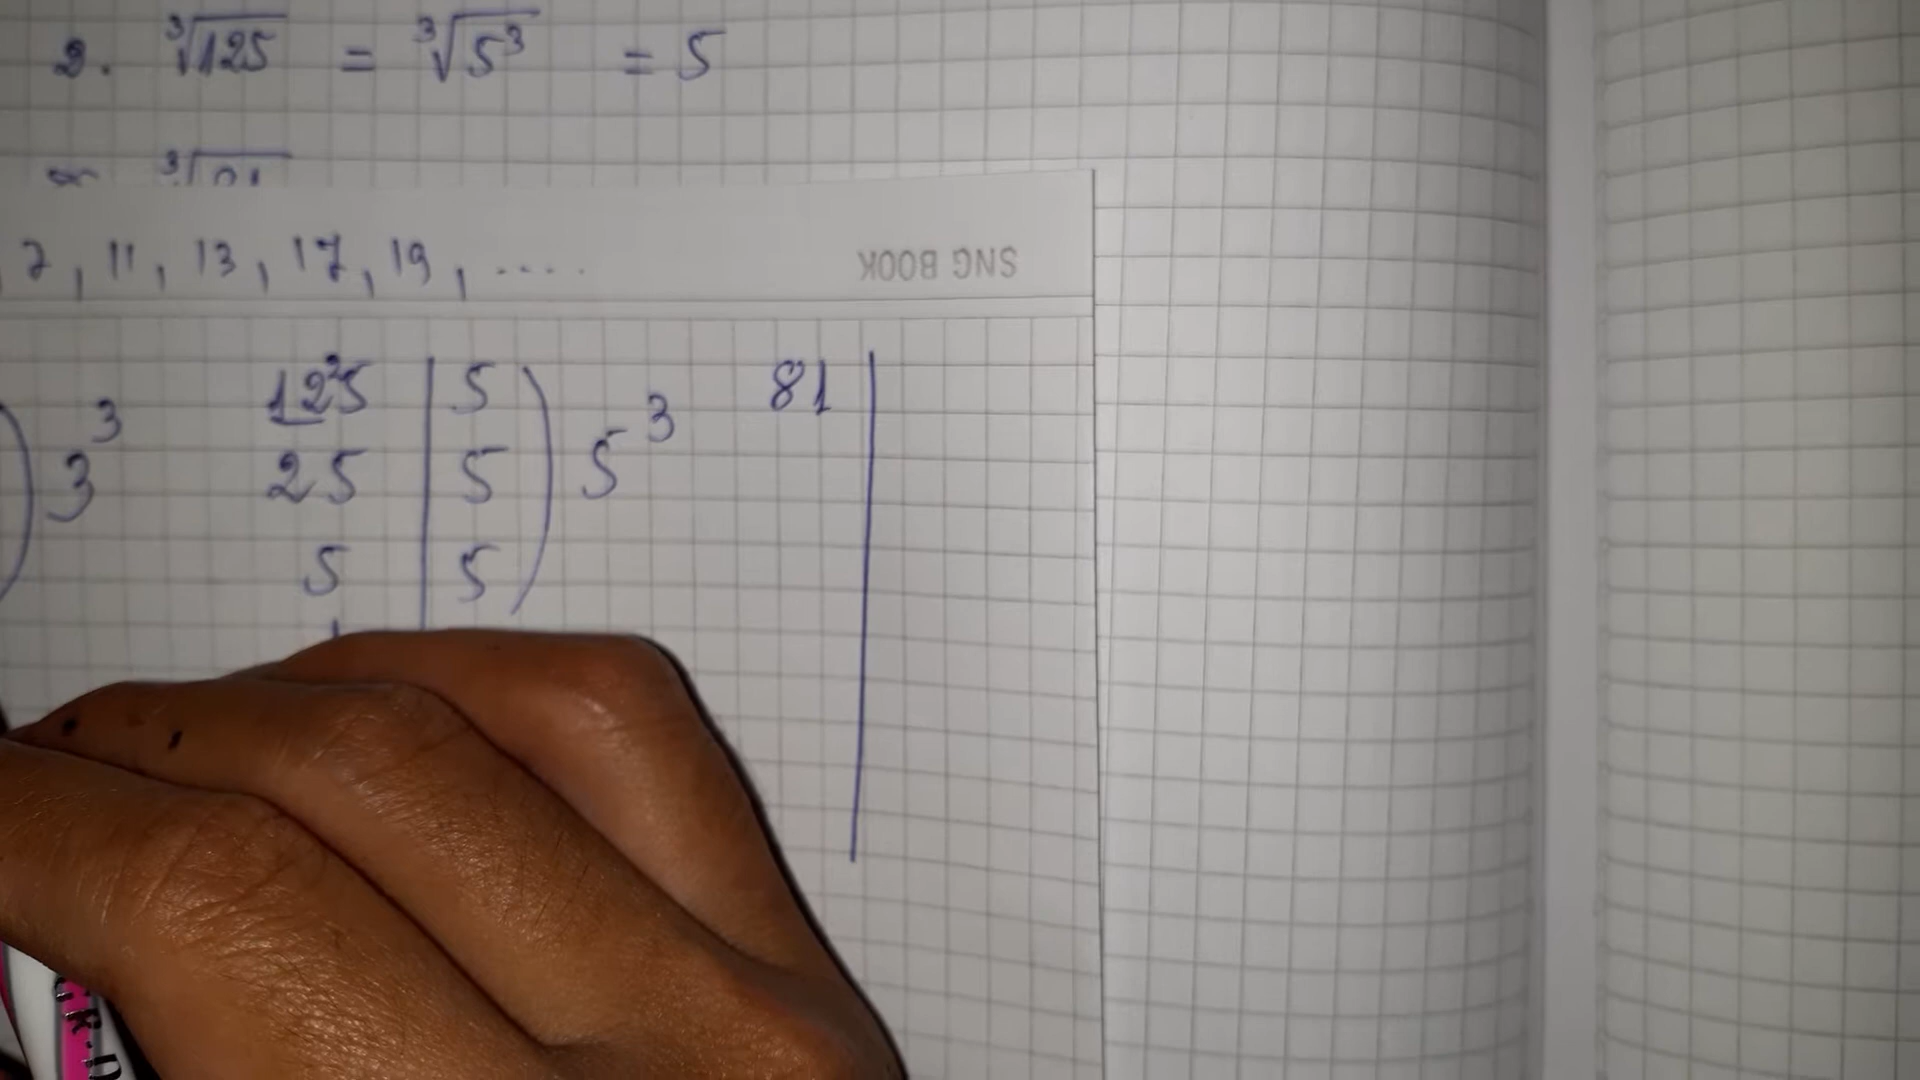 2. ∛125 = ∛5³ = 5
7, 11, 13, 17, 19, ....
SNG BOOK
3³ 125 | 5 ) 5³ 81 |
25 | 5
5 | 5